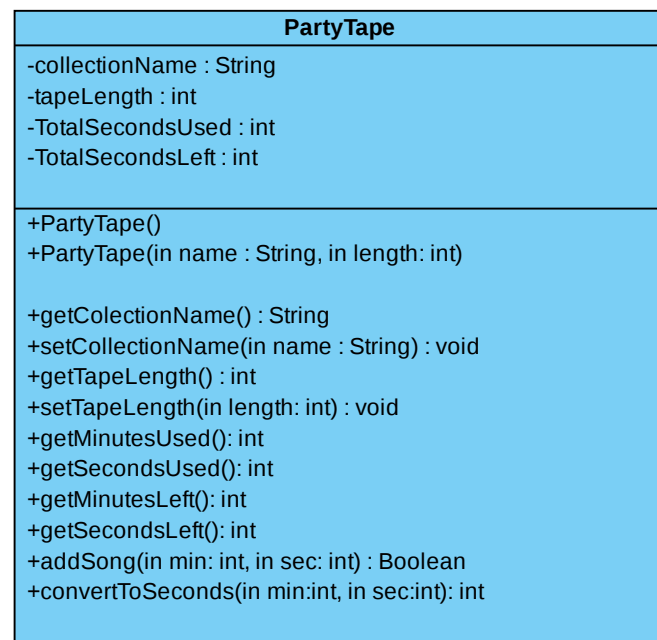 PartyTape
-collectionName : String
-tapeLength : int
-TotalSecondsUsed : int
-TotalSecondsLeft : int
+PartyTape()
+PartyTape(in name : String, in length: int)
+getColectionName() : String
+setCollectionName(in name : String) : void
+getTapeLength() : int
+setTapeLength(in length: int) : void
+getMinutesUsed(): int
+getSecondsUsed(): int
+getMinutesLeft(): int
+getSecondsLeft(): int
+addSong(in min: int, in sec: int) : Boolean
+convertToSeconds(in min:int, in sec:int): int